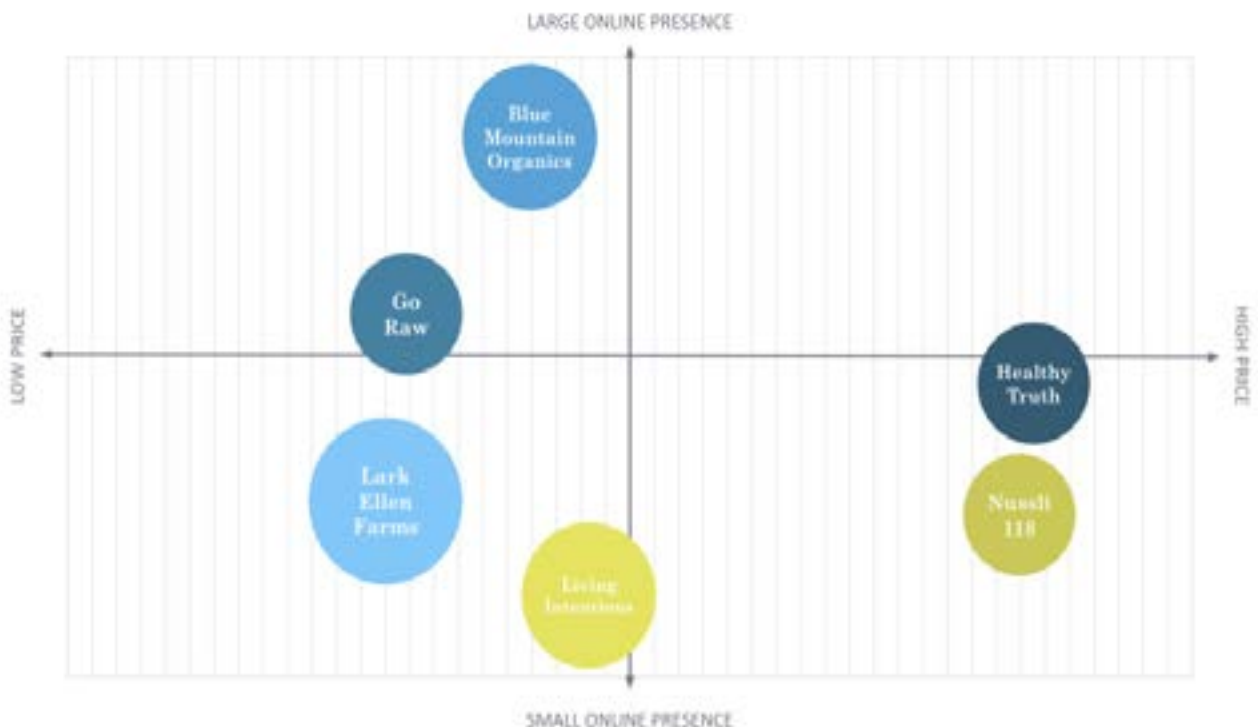 LARGE ONLINE PRESENCE
Blue
Mountain
Organics
Go
Raw
LOW PRICE
HIGH PRICE
Healthy
Truth
Lark
Ellen
Farms
Nussli
118
Living
Intentions
SMALL ONLINE PRESENCE